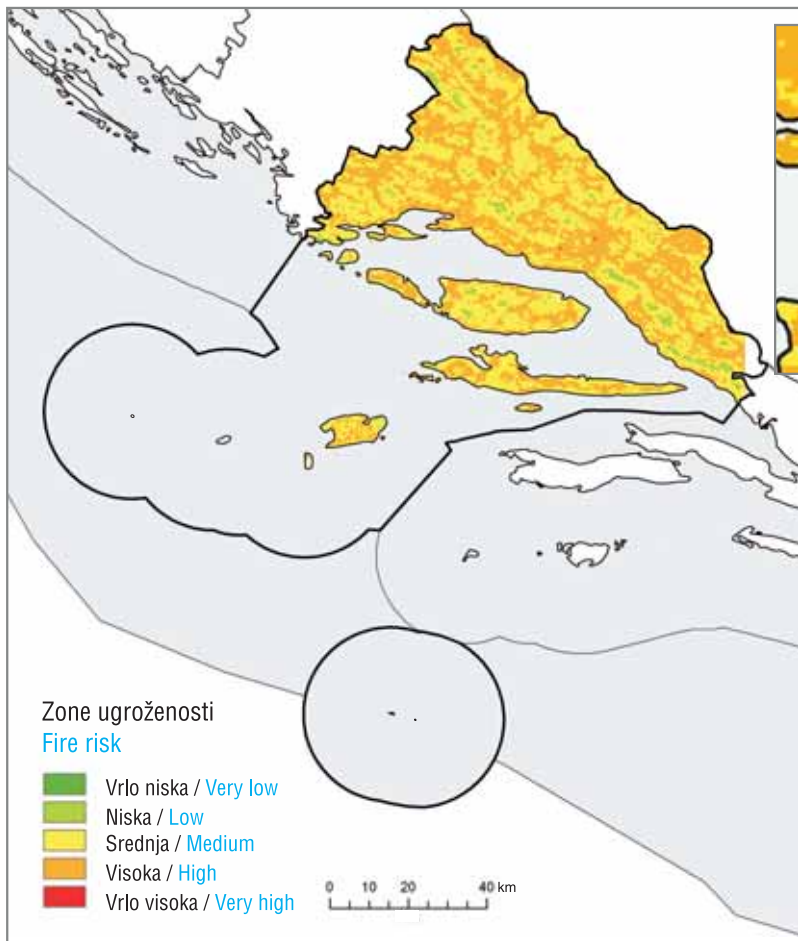 Zone ugroženosti
Fire risk
Vrlo niska / Very low
Niska / Low
Srednja / Medium
Visoka / High
Vrlo visoka / Very high
0 10 20 40 km